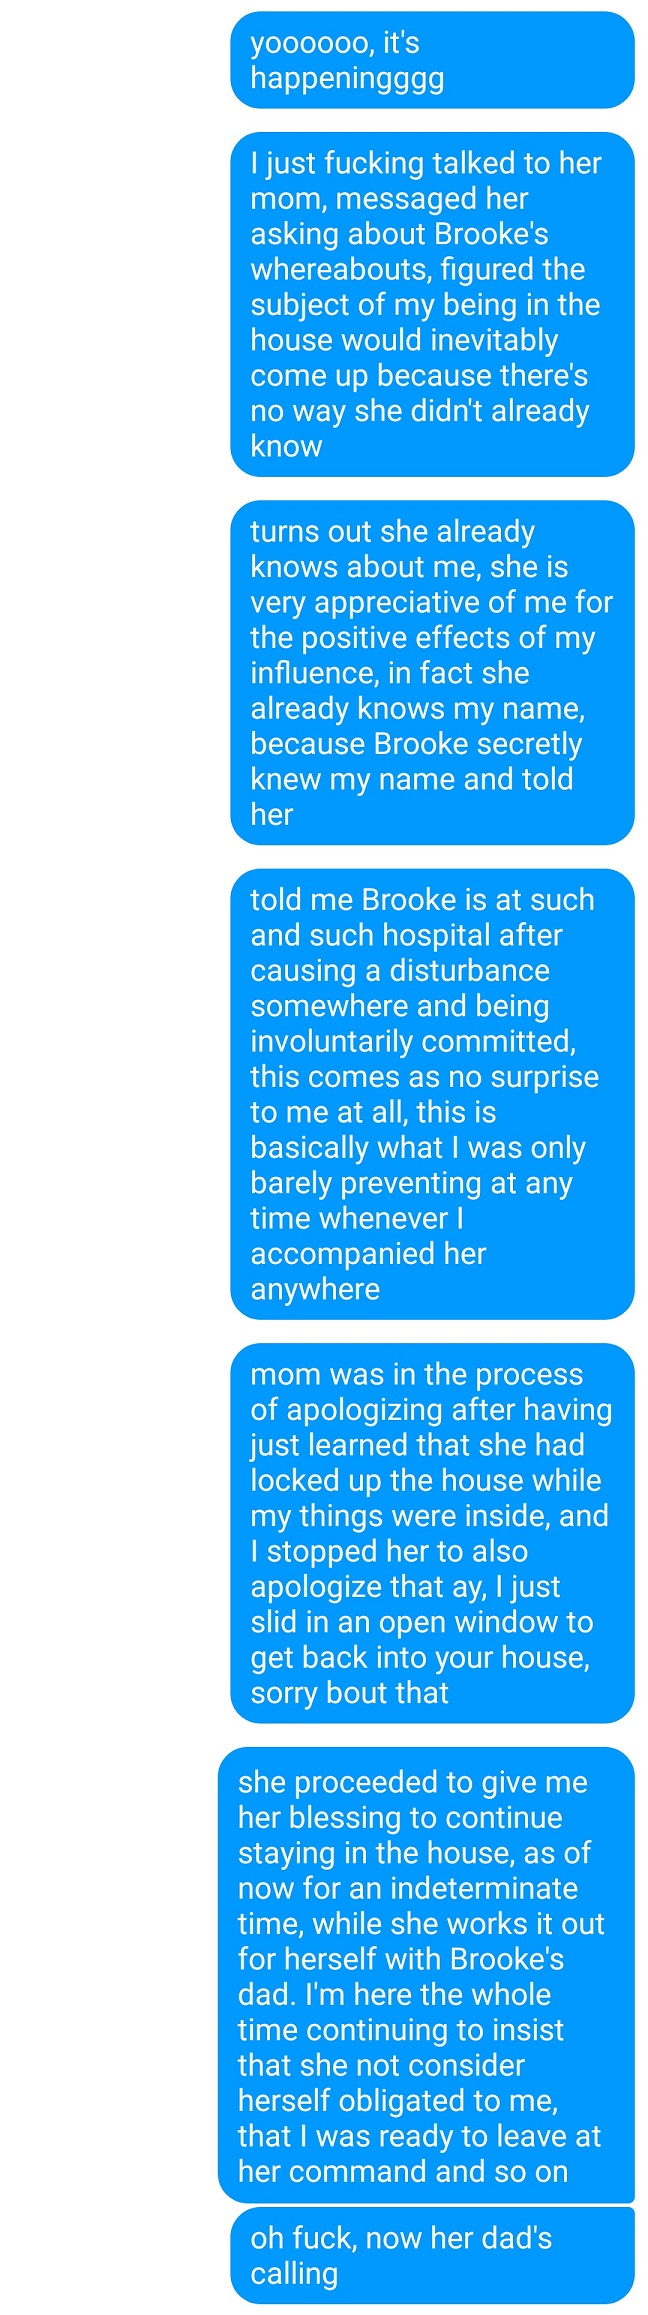 yoooooo, it's
happeningggg
I just fucking talked to her
mom, messaged her
asking about Brooke's
whereabouts, figured the
subject of my being in the
house would inevitably
come up because there's
no way she didn't already
know
turns out she already
knows about me, she is
very appreciative of me for
the positive effects of my
influence, in fact she
already knows my name,
because Brooke secretly
knew my name and told
her
told me Brooke is at such
and such hospital after
causing a disturbance
somewhere and being
involuntarily committed,
this comes as no surprise
to me at all, this is
basically what I was only
barely preventing at any
time whenever I
accompanied her
anywhere
mom was in the process
of apologizing after having
just learned that she had
locked up the house while
my things were inside, and
I stopped her to also
apologize that ay, I just
slid in an open window to
get back into your house,
sorry bout that
she proceeded to give me
her blessing to continue
staying in the house, as of
now for an indeterminate
time, while she works it out
for herself with Brooke's
dad. I'm here the whole
time continuing to insist
that she not consider
herself obligated to me,
that I was ready to leave at
her command and so on
oh fuck, now her dad's
calling